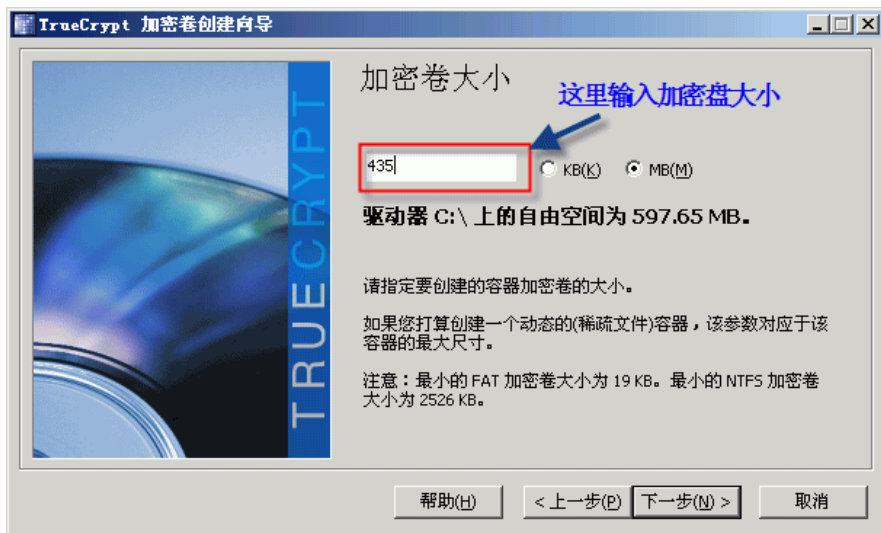 TrueCrypt 加密卷创建向导
加密卷大小
这里输入加密盘大小
435
KB(K)
MB(M)
驱动器 C:\ 上的自由空间为 597.65 MB。
请指定要创建的容器加密卷的大小。
如果您打算创建一个动态的(稀疏文件)容器，该参数对应于该
容器的最大尺寸。
注意：最小的 FAT 加密卷大小为 19 KB。最小的 NTFS 加密卷
大小为 2526 KB。
TRUECRYPT
帮助(H)
< 上一步(P)
下一步(N) >
取消